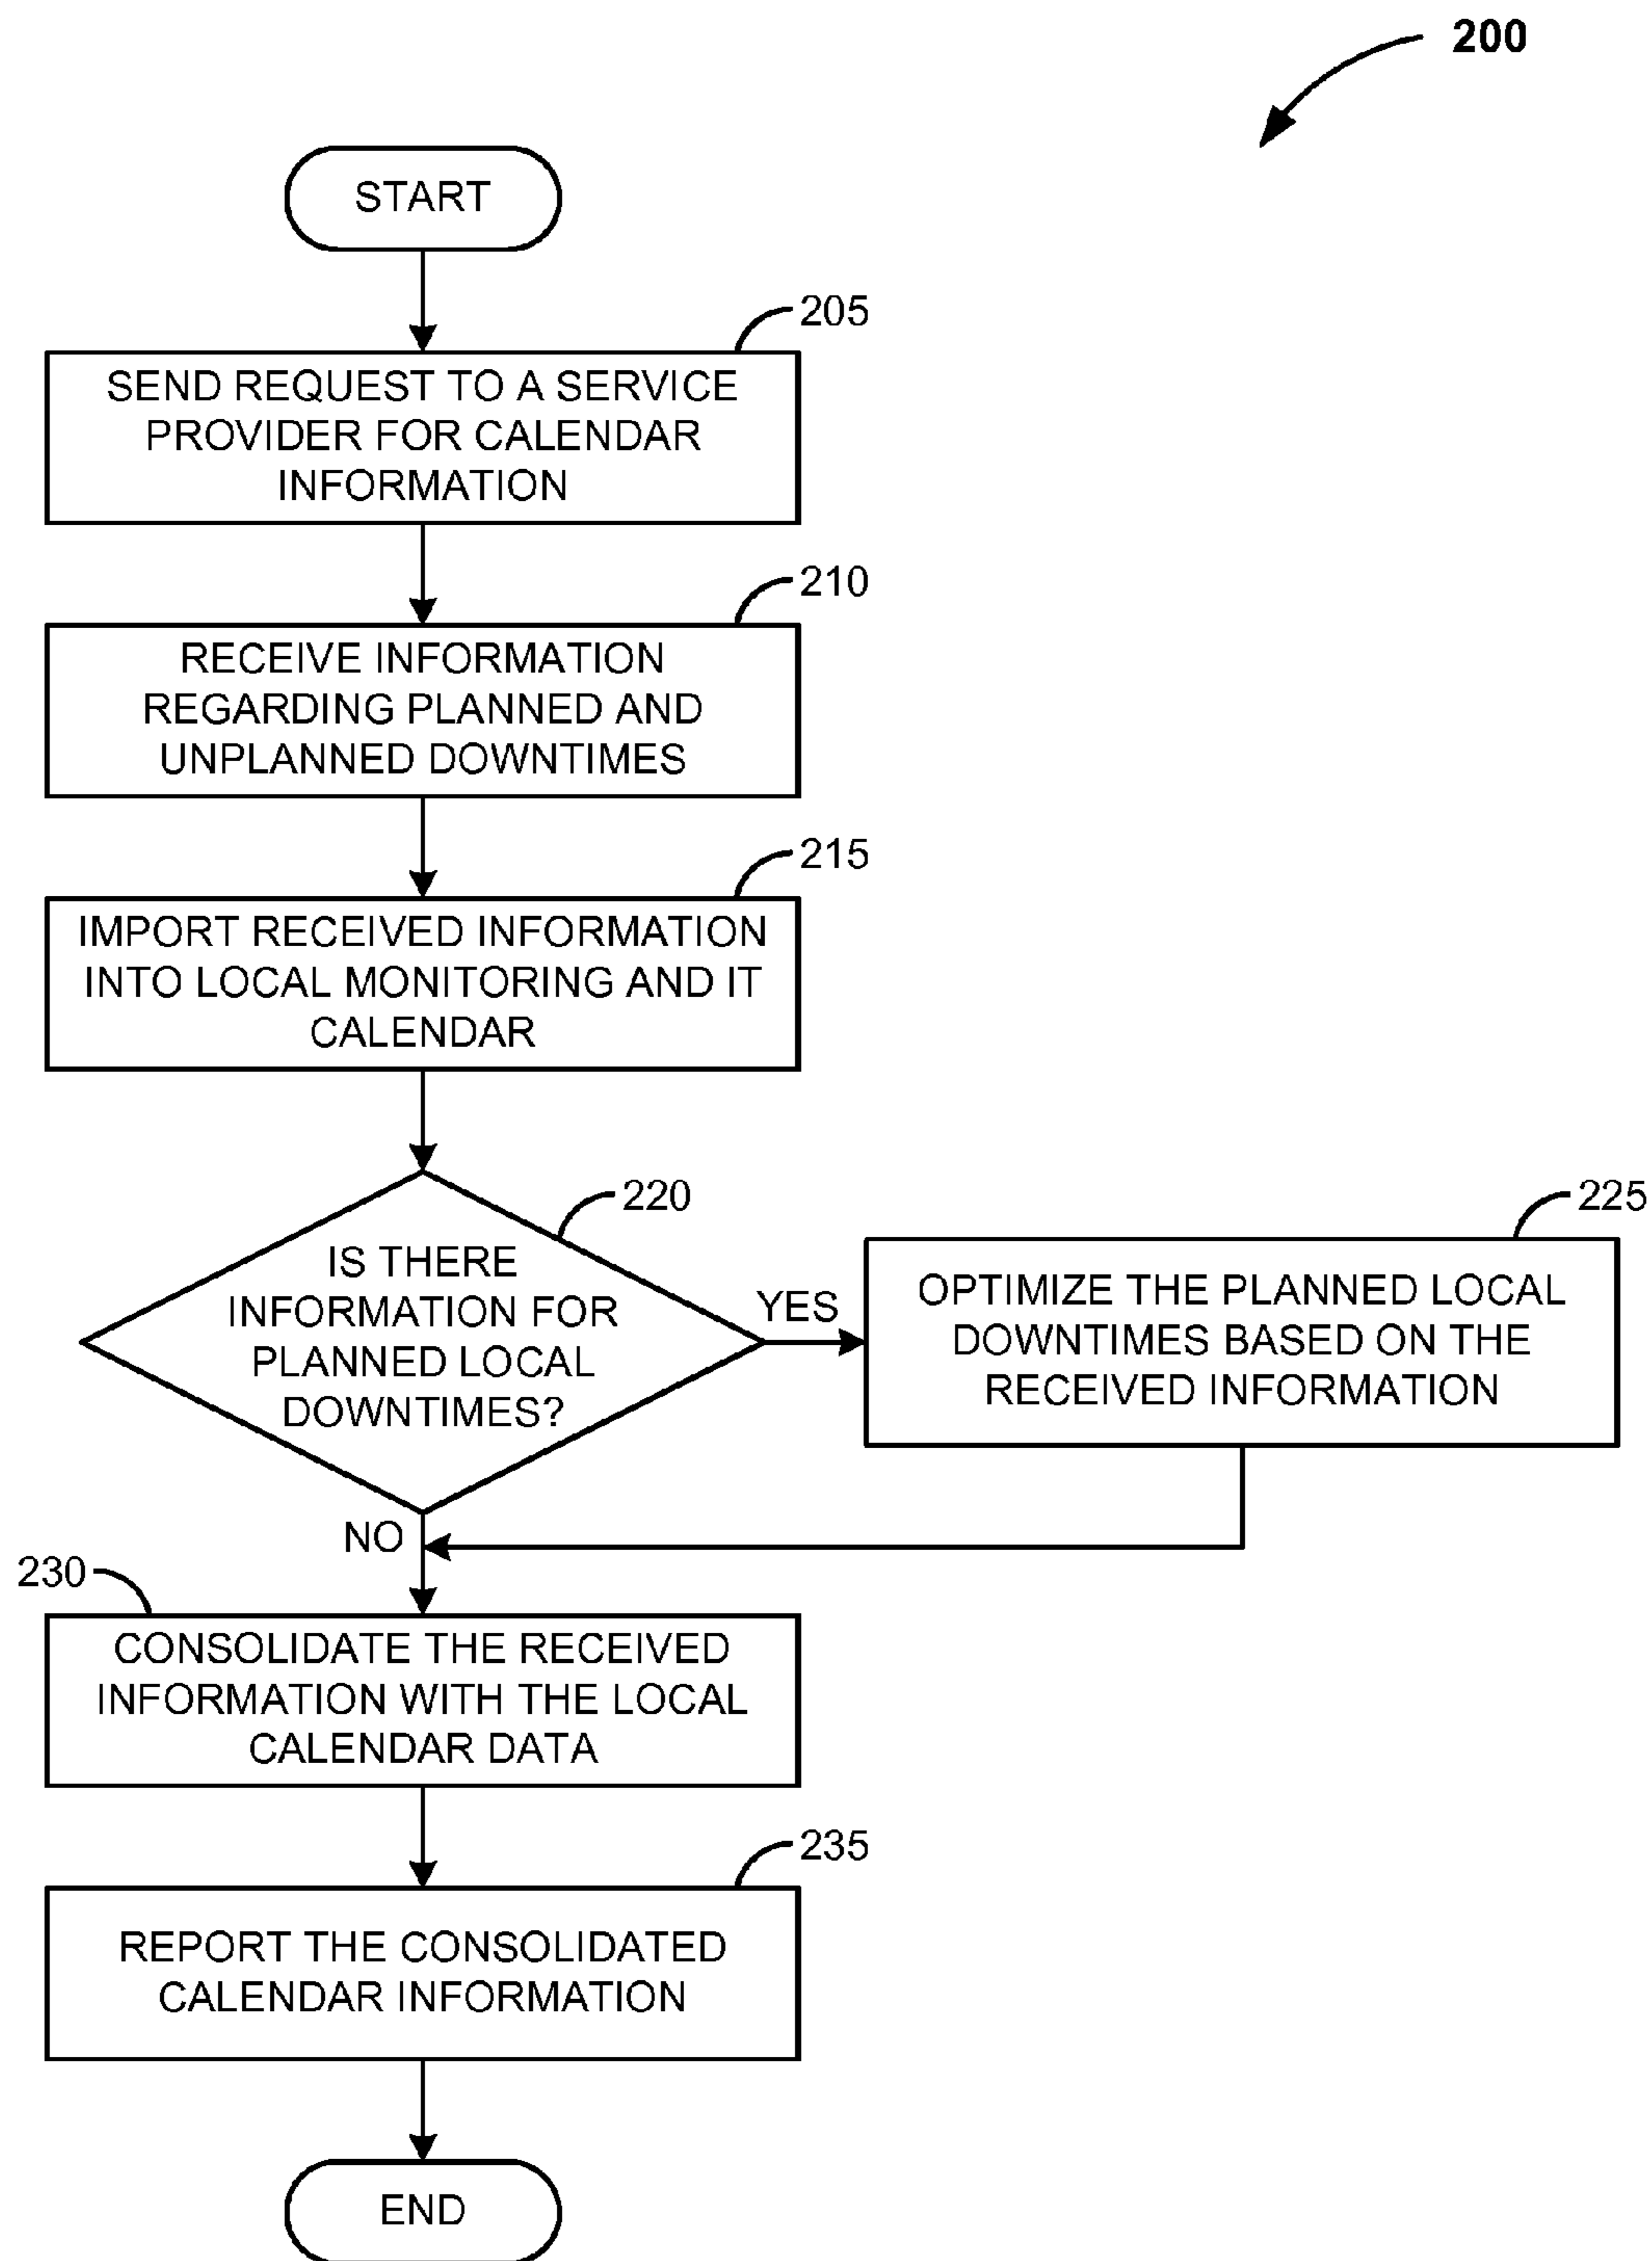 200
START
205
SEND REQUEST TO A SERVICE
PROVIDER FOR CALENDAR
INFORMATION
210
RECEIVE INFORMATION
REGARDING PLANNED AND
UNPLANNED DOWNTIMES
215
IMPORT RECEIVED INFORMATION
INTO LOCAL MONITORING AND IT
CALENDAR
220
IS THERE
INFORMATION FOR
PLANNED LOCAL
DOWNTIMES?
YES
225
OPTIMIZE THE PLANNED LOCAL
DOWNTIMES BASED ON THE
RECEIVED INFORMATION
NO
230
CONSOLIDATE THE RECEIVED
INFORMATION WITH THE LOCAL
CALENDAR DATA
235
REPORT THE CONSOLIDATED
CALENDAR INFORMATION
END